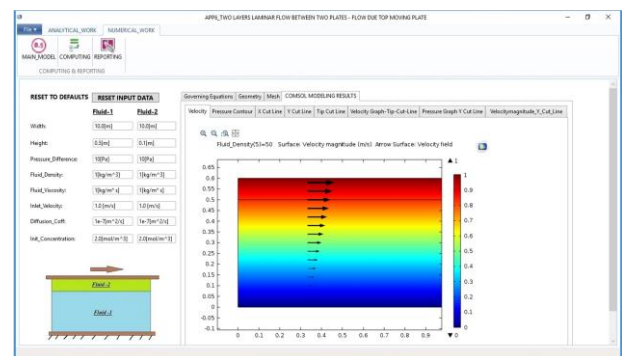 APP6_TWO LAYERS LAMINAR FLOW BETWEEN TWO PLATES - FLOW DUE TOP MOVING PLATE
File ANALYTICAL_WORK NUMERICAL_WORK
MAIN_MODEL COMPUTING REPORTING
COMPUTING & REPORTING
RESET TO DEFAULTS RESET INPUT DATA
Fluid-1 Fluid-2
Width: 10.0[m] 10.0[m]
Height: 0.5[m] 0.1[m]
Pressure_Difference: 10[Pa] 10[Pa]
Fluid_Density: 1[kg/m^3] 1[kg/m^3]
Fluid_Viscosity: 1[kg/m*s] 1[kg/m*s]
Inlet_Velocity: 1.0[m/s] 1.0[m/s]
Diffusion_Coff: 1e-7[m^2/s] 1e-7[m^2/s]
Init_Concentration: 2.0[mol/m^3] 2.0[mol/m^3]
Fluid-2
Fluid-1
Governing Equations Geometry Mesh COMSOL MODELING RESULTS
Velocity Pressure Contour X Cut Line Y Cut Line Tip Cut Line Velocity Graph-Tip-Cut-Line Pressure Graph Y Cut Line Velocitymagnitude_Y_Cut_Line
Fluid_Density(5)=50 Surface: Velocity magnitude (m/s) Arrow Surface: Velocity field
0.65
0.6
0.55
0.5
0.45
0.4
0.35
0.3
0.25
0.2
0.15
0.1
0.05
0
-0.05
-0.1
0 0.1 0.2 0.3 0.4 0.5 0.6 0.7 0.8 0.9
▲ 1
1
0.9
0.8
0.7
0.6
0.5
0.4
0.3
0.2
0.1
0
▼ 0